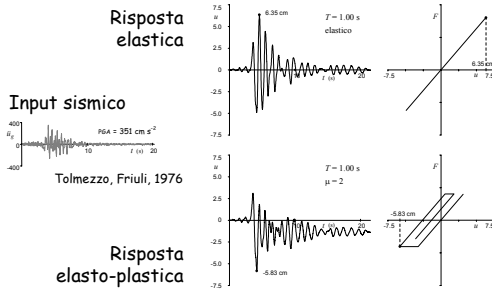 Risposta
elastica
7.5
u
5.0
2.5
0
-2.5
-5.0
-7.5
6.35 cm
T = 1.00 s
elastico
10
t (s)
20
F
-7.5
6.35 cm
u
7.5
Input sismico
400
üg
0
-400
PGA = 351 cm s-2
10
t (s)
20
Tolmezzo, Friuli, 1976
Risposta
elasto-plastica
7.5
u
5.0
2.5
0
-2.5
-5.0
-7.5
-5.83 cm
T = 1.00 s
μ = 2
10
t (s)
20
F
-5.83 cm
-7.5
u
7.5